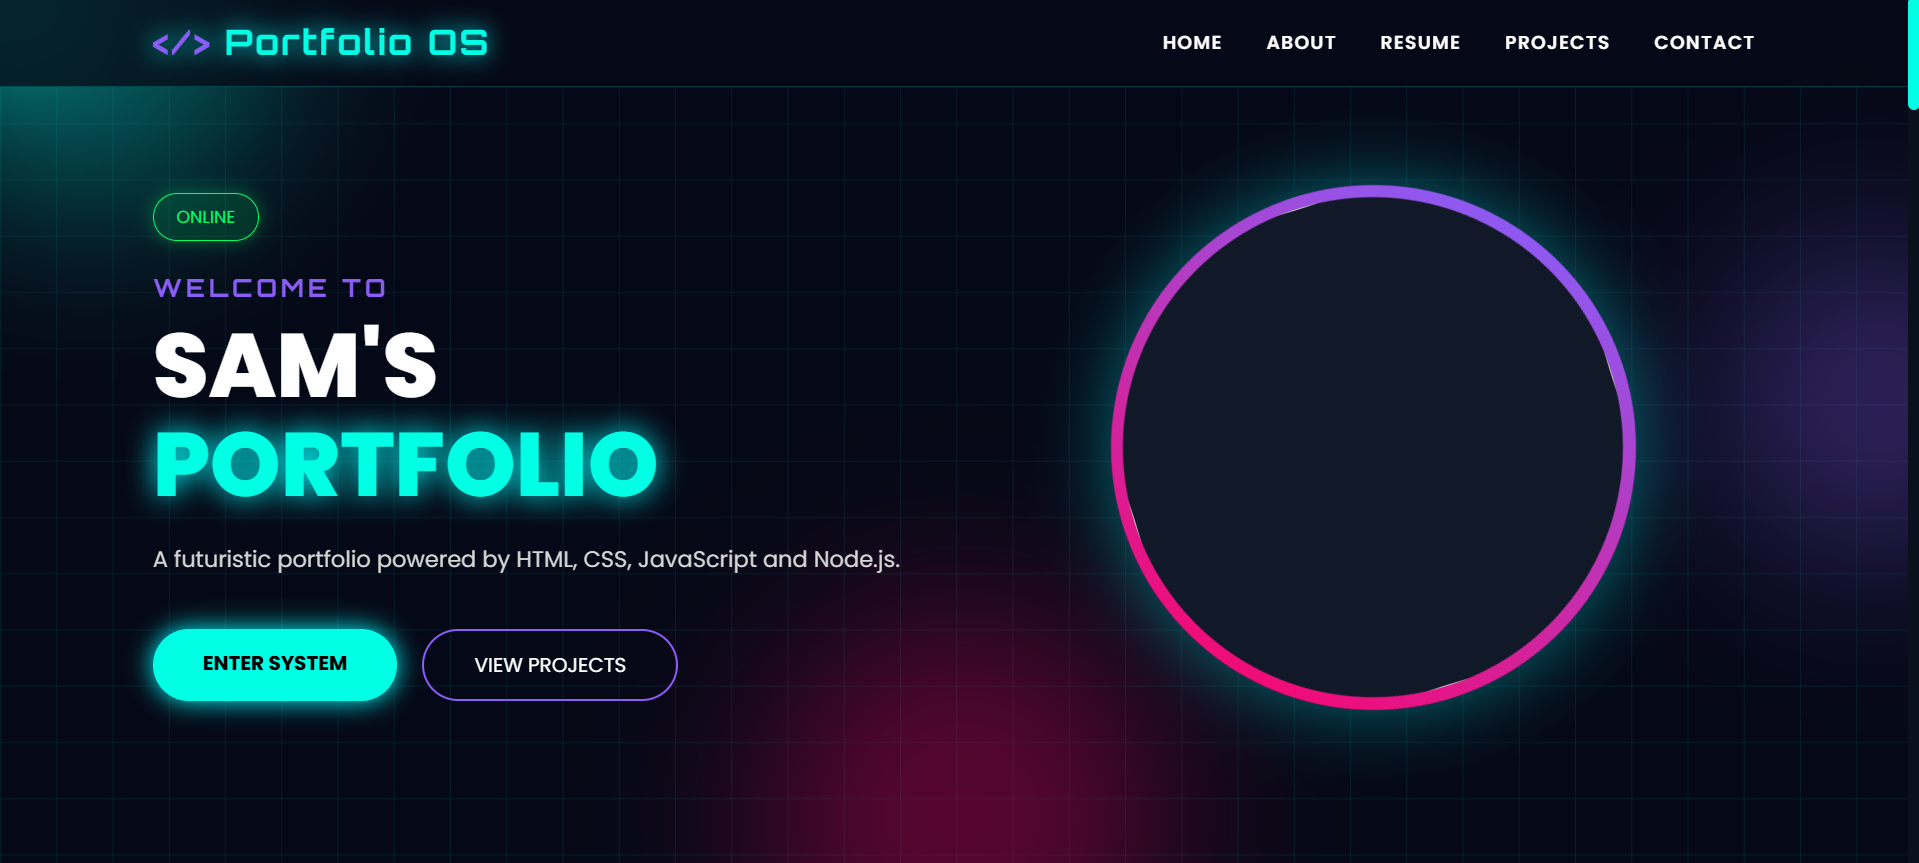 </> Portfolio OS
HOME ABOUT RESUME PROJECTS CONTACT
ONLINE
WELCOME TO
SAM'S
PORTFOLIO
A futuristic portfolio powered by HTML, CSS, JavaScript and Node.js.
ENTER SYSTEM
VIEW PROJECTS